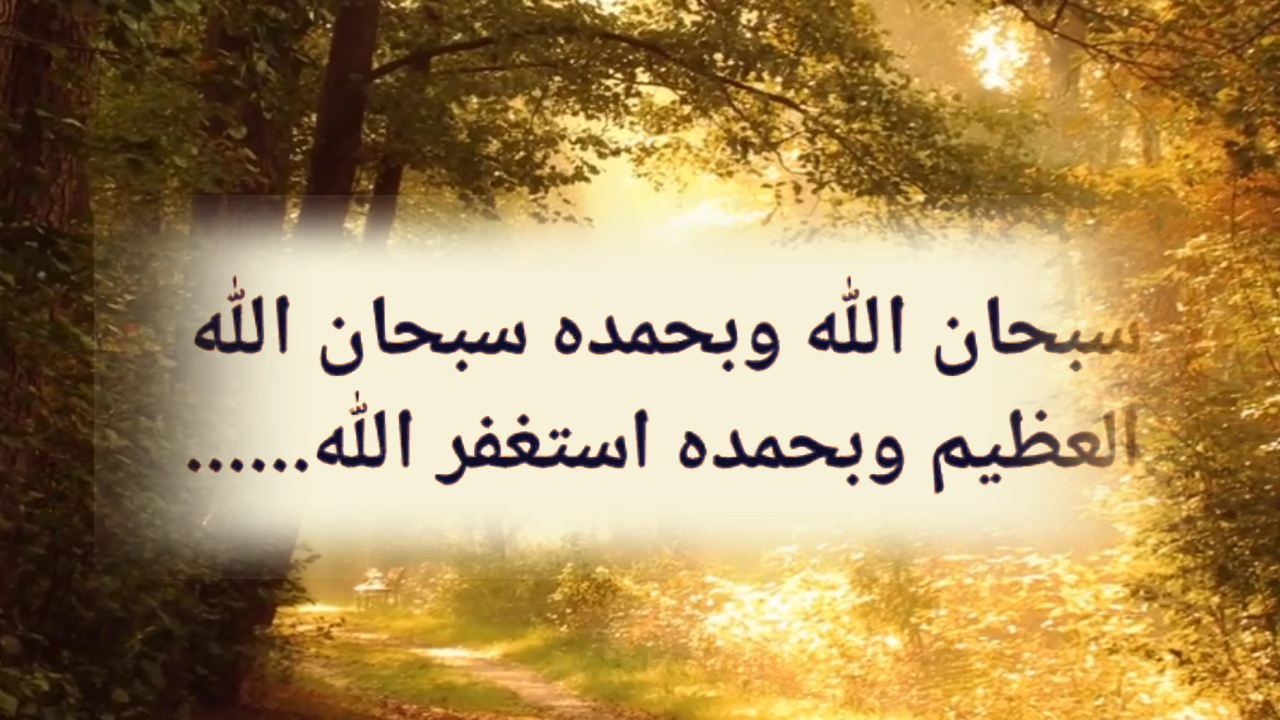 سبحان الله وبحمده سبحان الله
العظيم وبحمده استغفر الله......